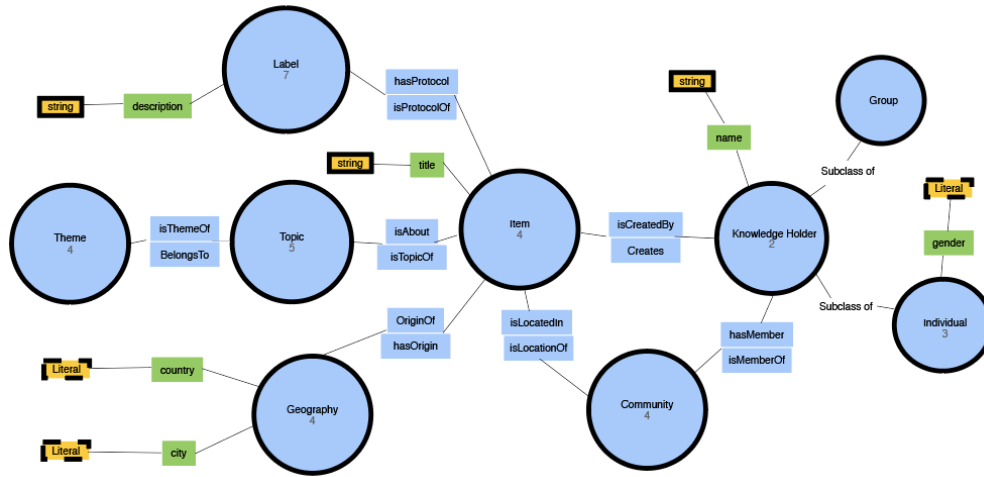 Label
7
hasProtocol
isProtocolOf
string
description
string
title
string
name
Group
Subclass of
Literal
gender
Theme
4
isThemeOf
BelongsTo
Topic
5
isAbout
isTopicOf
Item
4
isCreatedBy
Creates
Knowledge Holder
2
Subclass of
Individual
3
OriginOf
hasOrigin
isLocatedIn
isLocationOf
hasMember
isMemberOf
Literal
country
Geography
4
Community
4
Literal
city